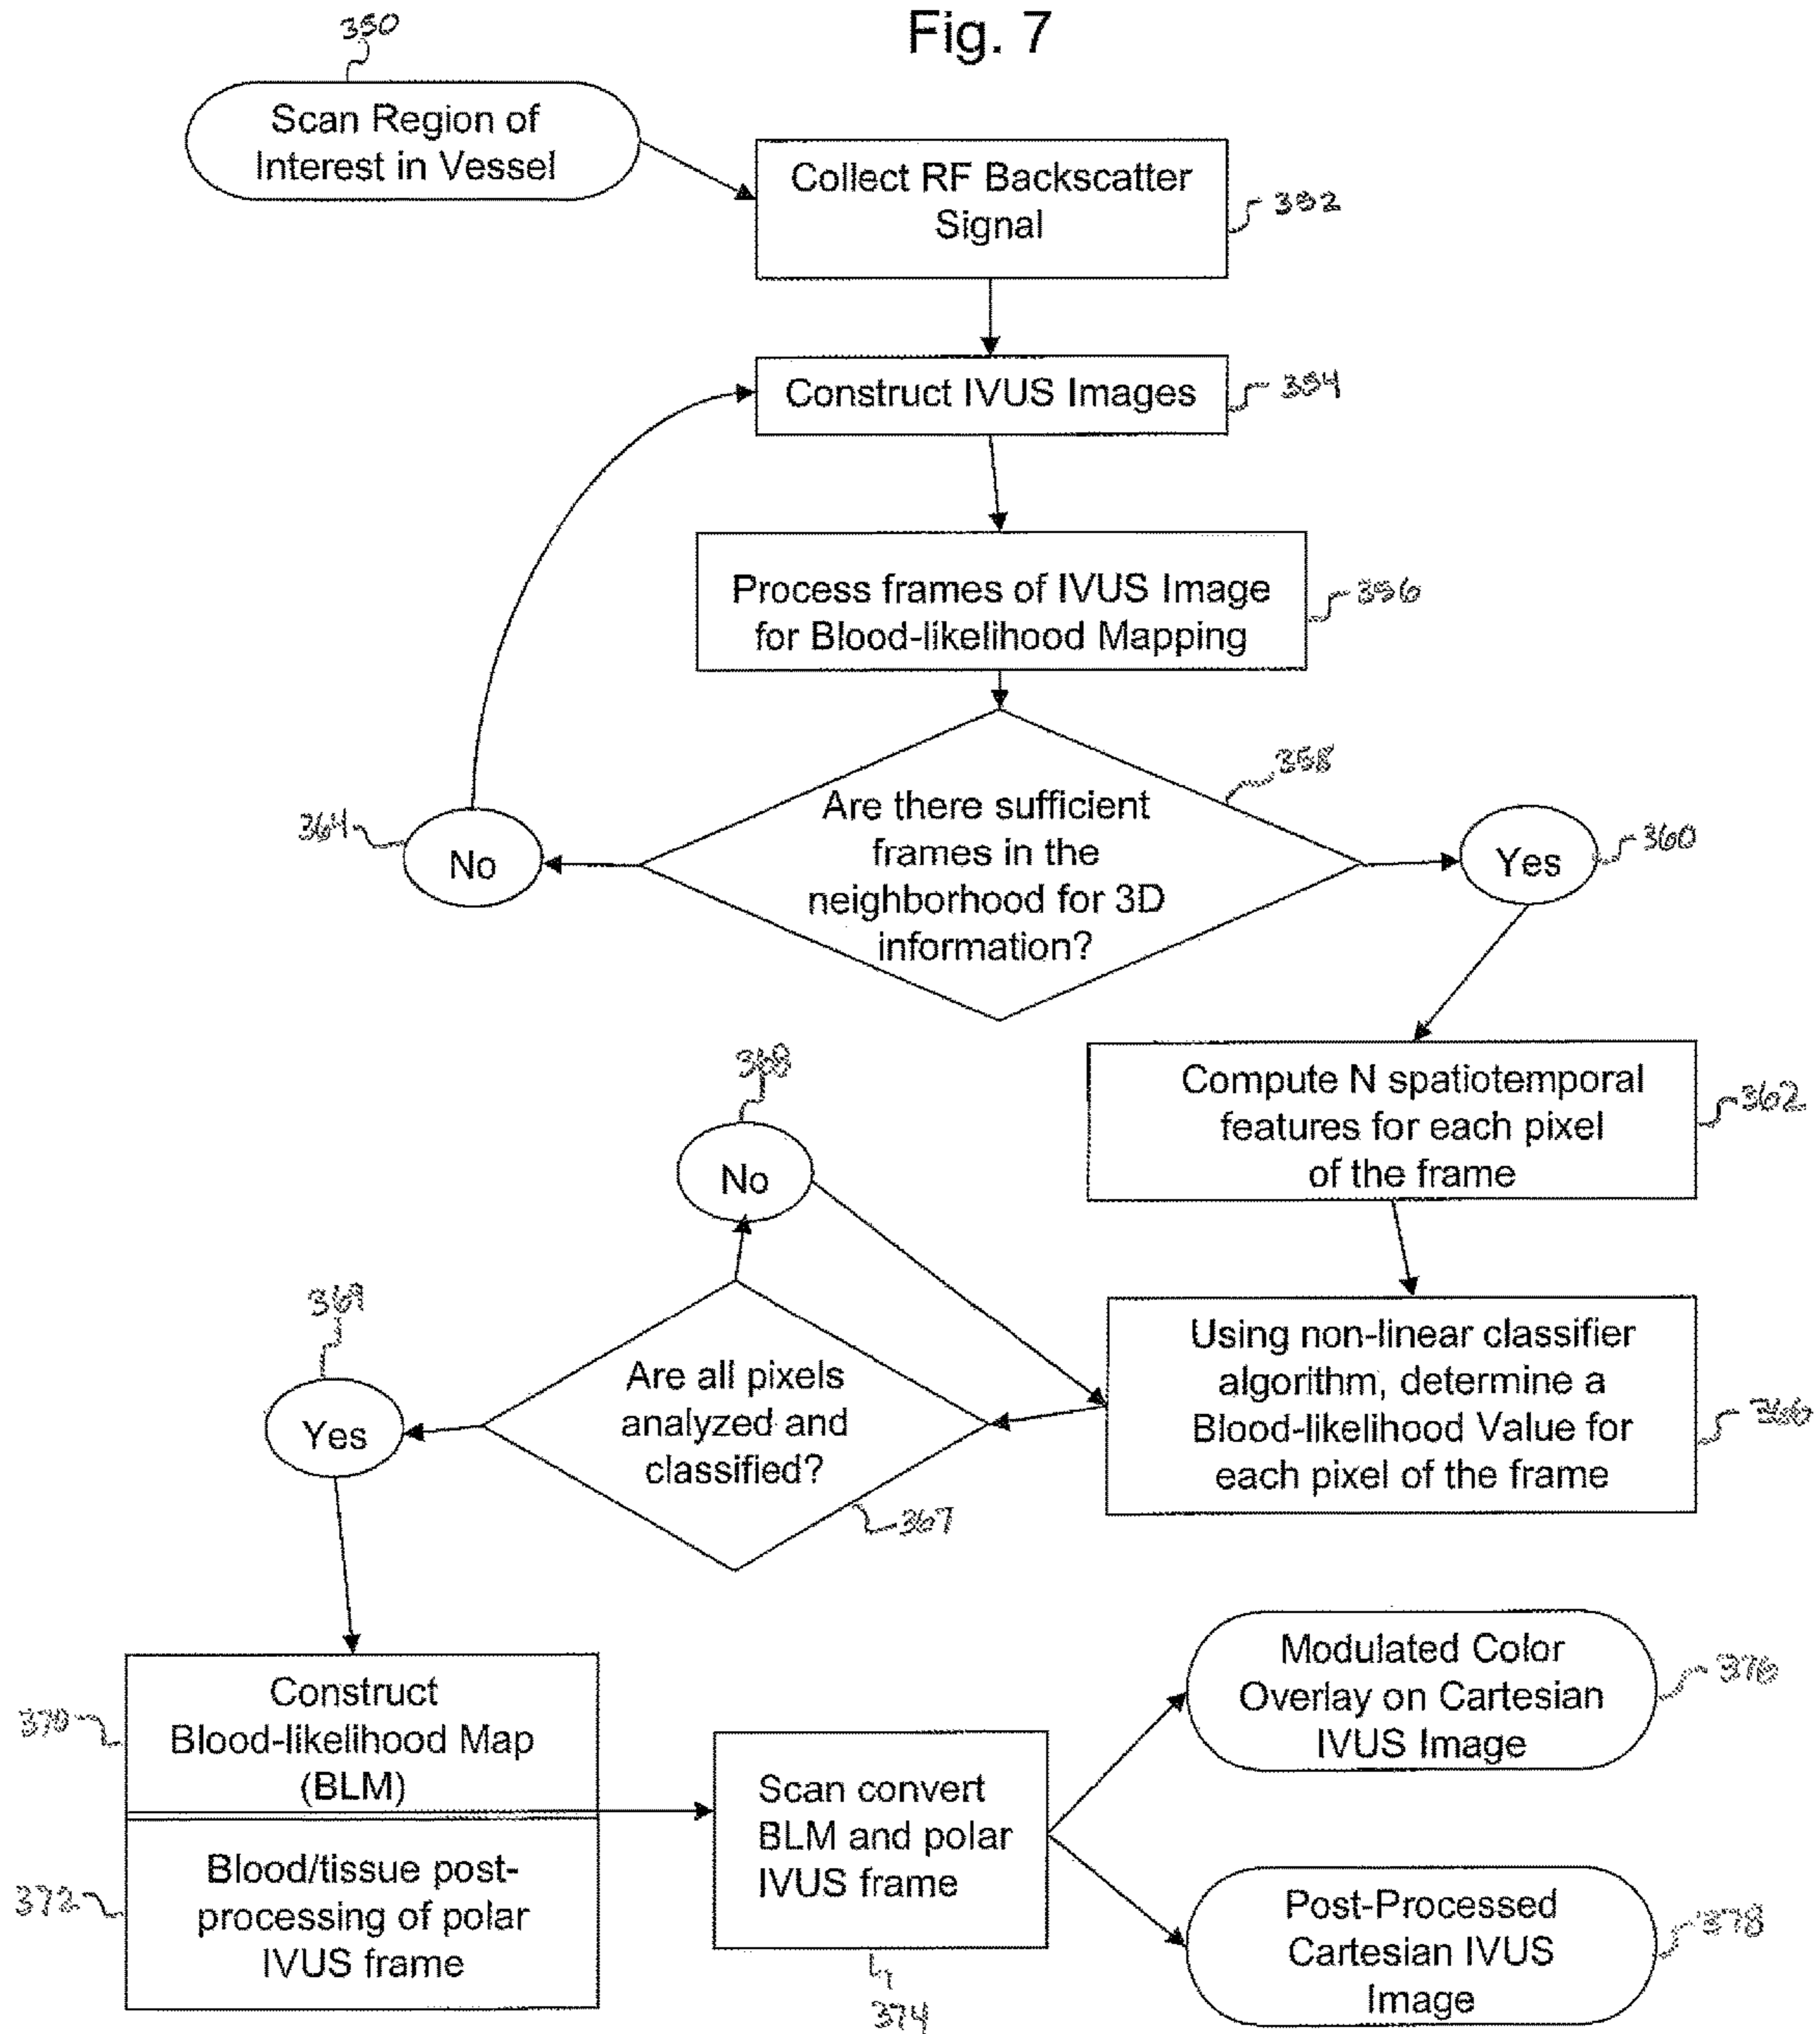 Fig. 7
350
Scan Region of
Interest in Vessel
Collect RF Backscatter
Signal
352
Construct IVUS Images
354
Process frames of IVUS Image
for Blood-likelihood Mapping
356
Are there sufficient
frames in the
neighborhood for 3D
information?
358
364
No
Yes
360
Compute N spatiotemporal
features for each pixel
of the frame
362
368
No
Using non-linear classifier
algorithm, determine a
Blood-likelihood Value for
each pixel of the frame
366
Are all pixels
analyzed and
classified?
367
369
Yes
Construct
Blood-likelihood Map
(BLM)
370
Blood/tissue post-
processing of polar
IVUS frame
372
Scan convert
BLM and polar
IVUS frame
374
Modulated Color
Overlay on Cartesian
IVUS Image
376
Post-Processed
Cartesian IVUS
Image
378